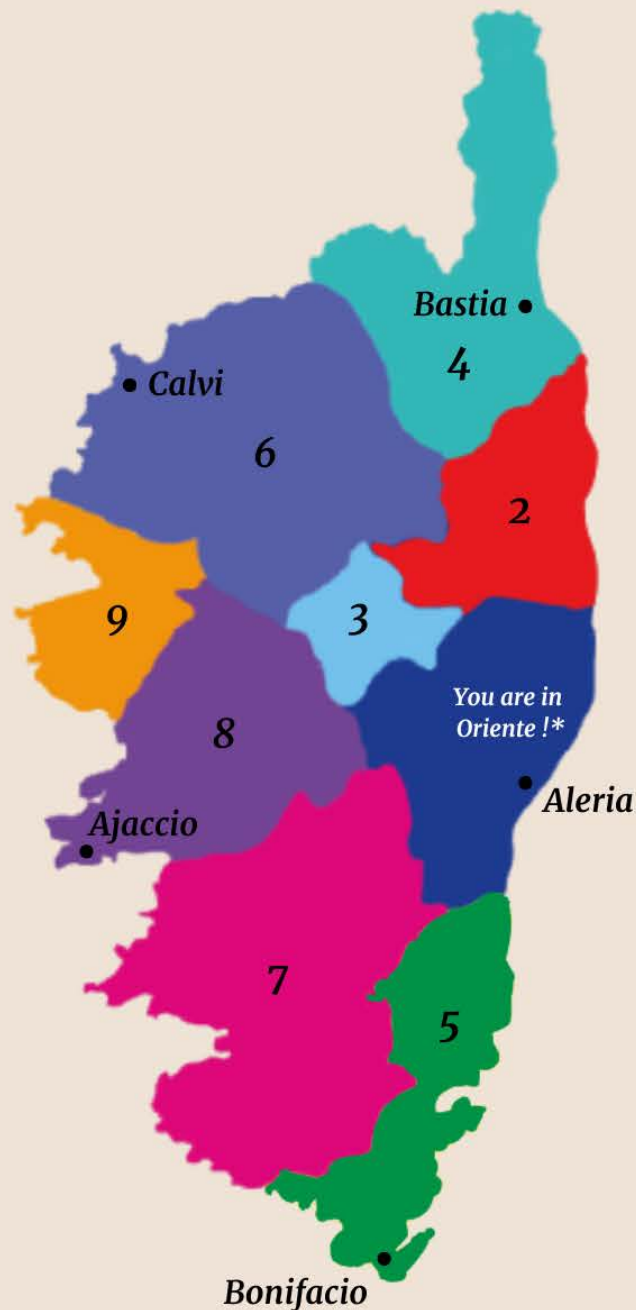 Bastia
4
Calvi
6
2
9
3
You are in
Oriente !*
8
Aleria
Ajaccio
7
5
Bonifacio